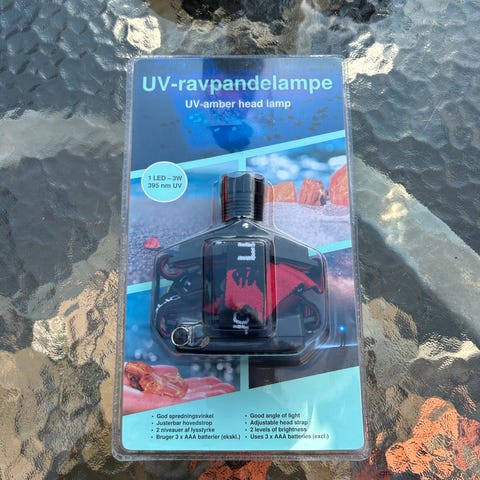 UV-ravpandelampe
UV-amber head lamp
1 LED – 3W
395 nm UV
• God spredningsvinkel
• Justerbar hovedstrop
• 2 niveauer af lysstyrke
• Bruger 3 x AAA batterier (ekskl.)
• Good angle of light
• Adjustable head strap
• 2 levels of brightness
• Uses 3 x AAA batteries (excl.)